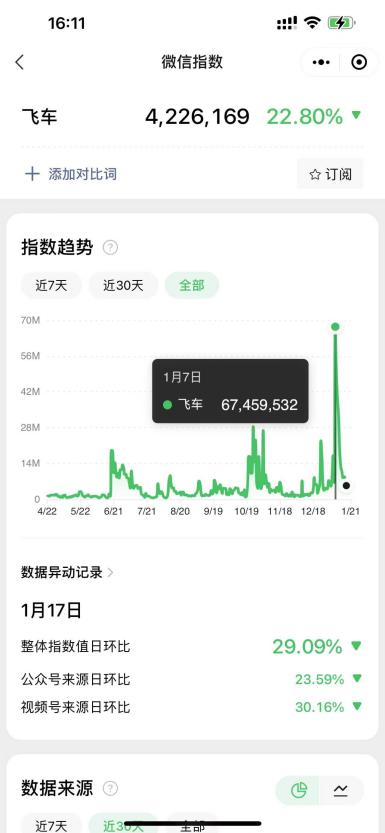 16:11
微信指数
飞车 4,226,169 22.80%
添加对比词 订阅
指数趋势
近7天 近30天 全部
70M
56M
1月7日
42M
飞车 67,459,532
28M
14M
0
4/22 5/22 6/21 7/21 8/20 9/19 10/19 11/18 12/18 1/21
数据异动记录
1月17日
整体指数值日环比 29.09%
公众号来源日环比 23.59%
视频号来源日环比 30.16%
数据来源
近7天 近30天 全部